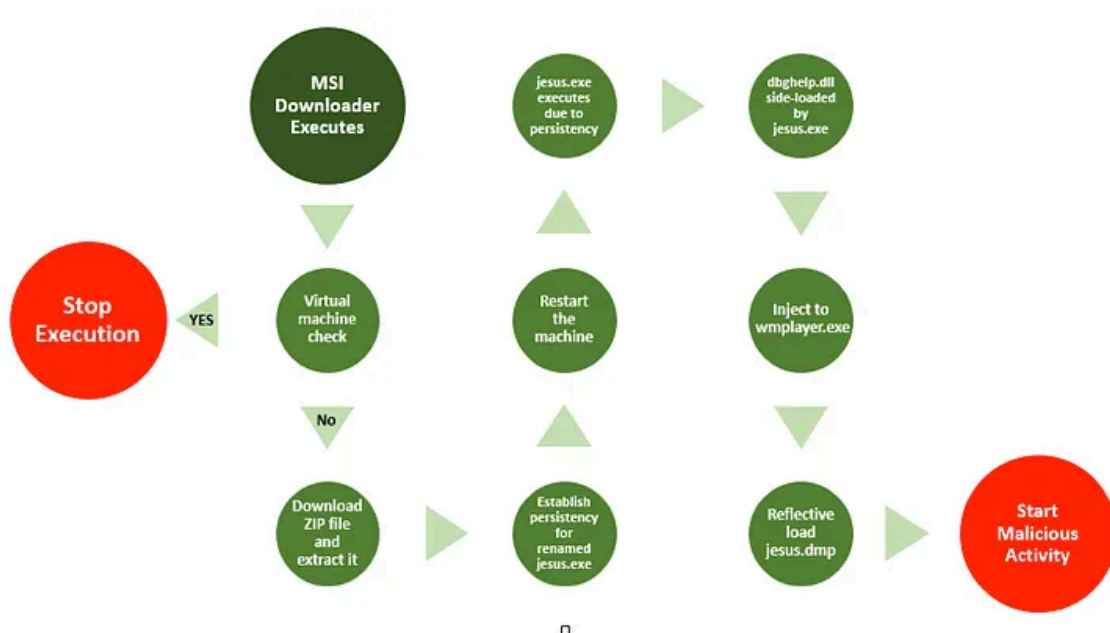 MSI
Downloader
Executes
Virtual
machine
check
YES
Stop
Execution
No
Download
ZIP file
and
extract it
Establish
persistency
for
renamed
jesus.exe
Restart
the
machine
jesus.exe
executes
due to
persistency
dbghelp.dll
side-loaded
by
jesus.exe
Inject to
wmplayer.exe
Reflective
load
jesus.dmp
Start
Malicious
Activity